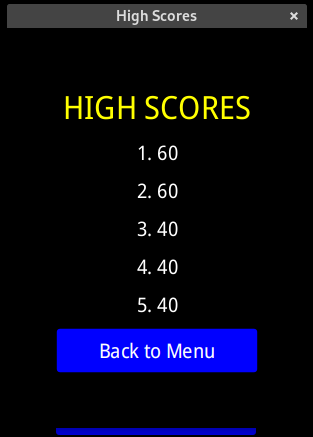 High Scores ×
HIGH SCORES
1. 60
2. 60
3. 40
4. 40
5. 40
Back to Menu